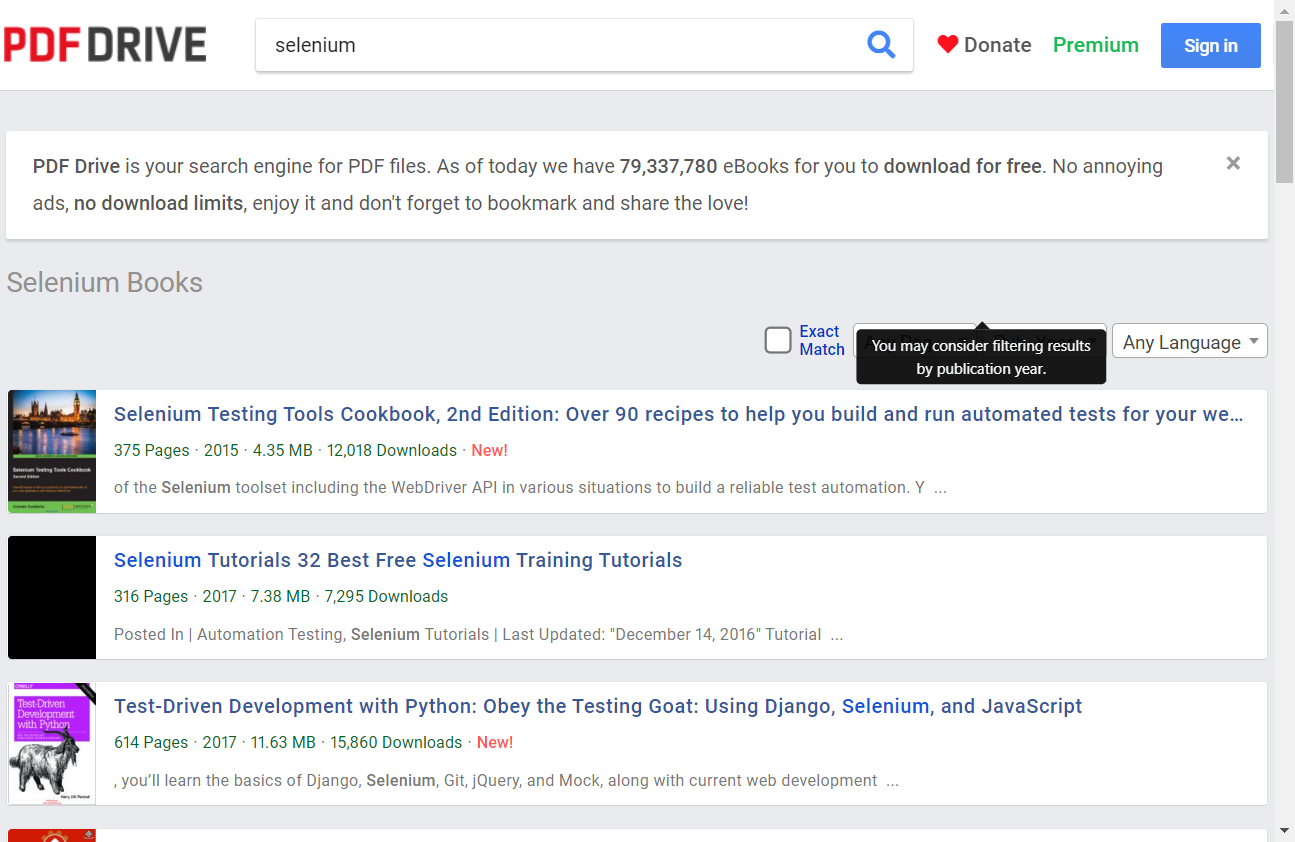 PDF DRIVE
selenium
Donate
Premium
Sign in
PDF Drive is your search engine for PDF files. As of today we have 79,337,780 eBooks for you to download for free. No annoying
ads, no download limits, enjoy it and don't forget to bookmark and share the love!
×
Selenium Books
Exact
Match
You may consider filtering results
by publication year.
Any Language
Selenium Testing Tools Cookbook, 2nd Edition: Over 90 recipes to help you build and run automated tests for your we…
375 Pages · 2015 · 4.35 MB · 12,018 Downloads · New!
of the Selenium toolset including the WebDriver API in various situations to build a reliable test automation. Y ...
Selenium Testing Tools Cookbook
Second Edition
Selenium Tutorials 32 Best Free Selenium Training Tutorials
316 Pages · 2017 · 7.38 MB · 7,295 Downloads
Posted In | Automation Testing, Selenium Tutorials | Last Updated: "December 14, 2016" Tutorial ...
O'REILLY
Test-Driven
Development
with Python
Test-Driven Development with Python: Obey the Testing Goat: Using Django, Selenium, and JavaScript
614 Pages · 2017 · 11.63 MB · 15,860 Downloads · New!
, you’ll learn the basics of Django, Selenium, Git, jQuery, and Mock, along with current web development ...